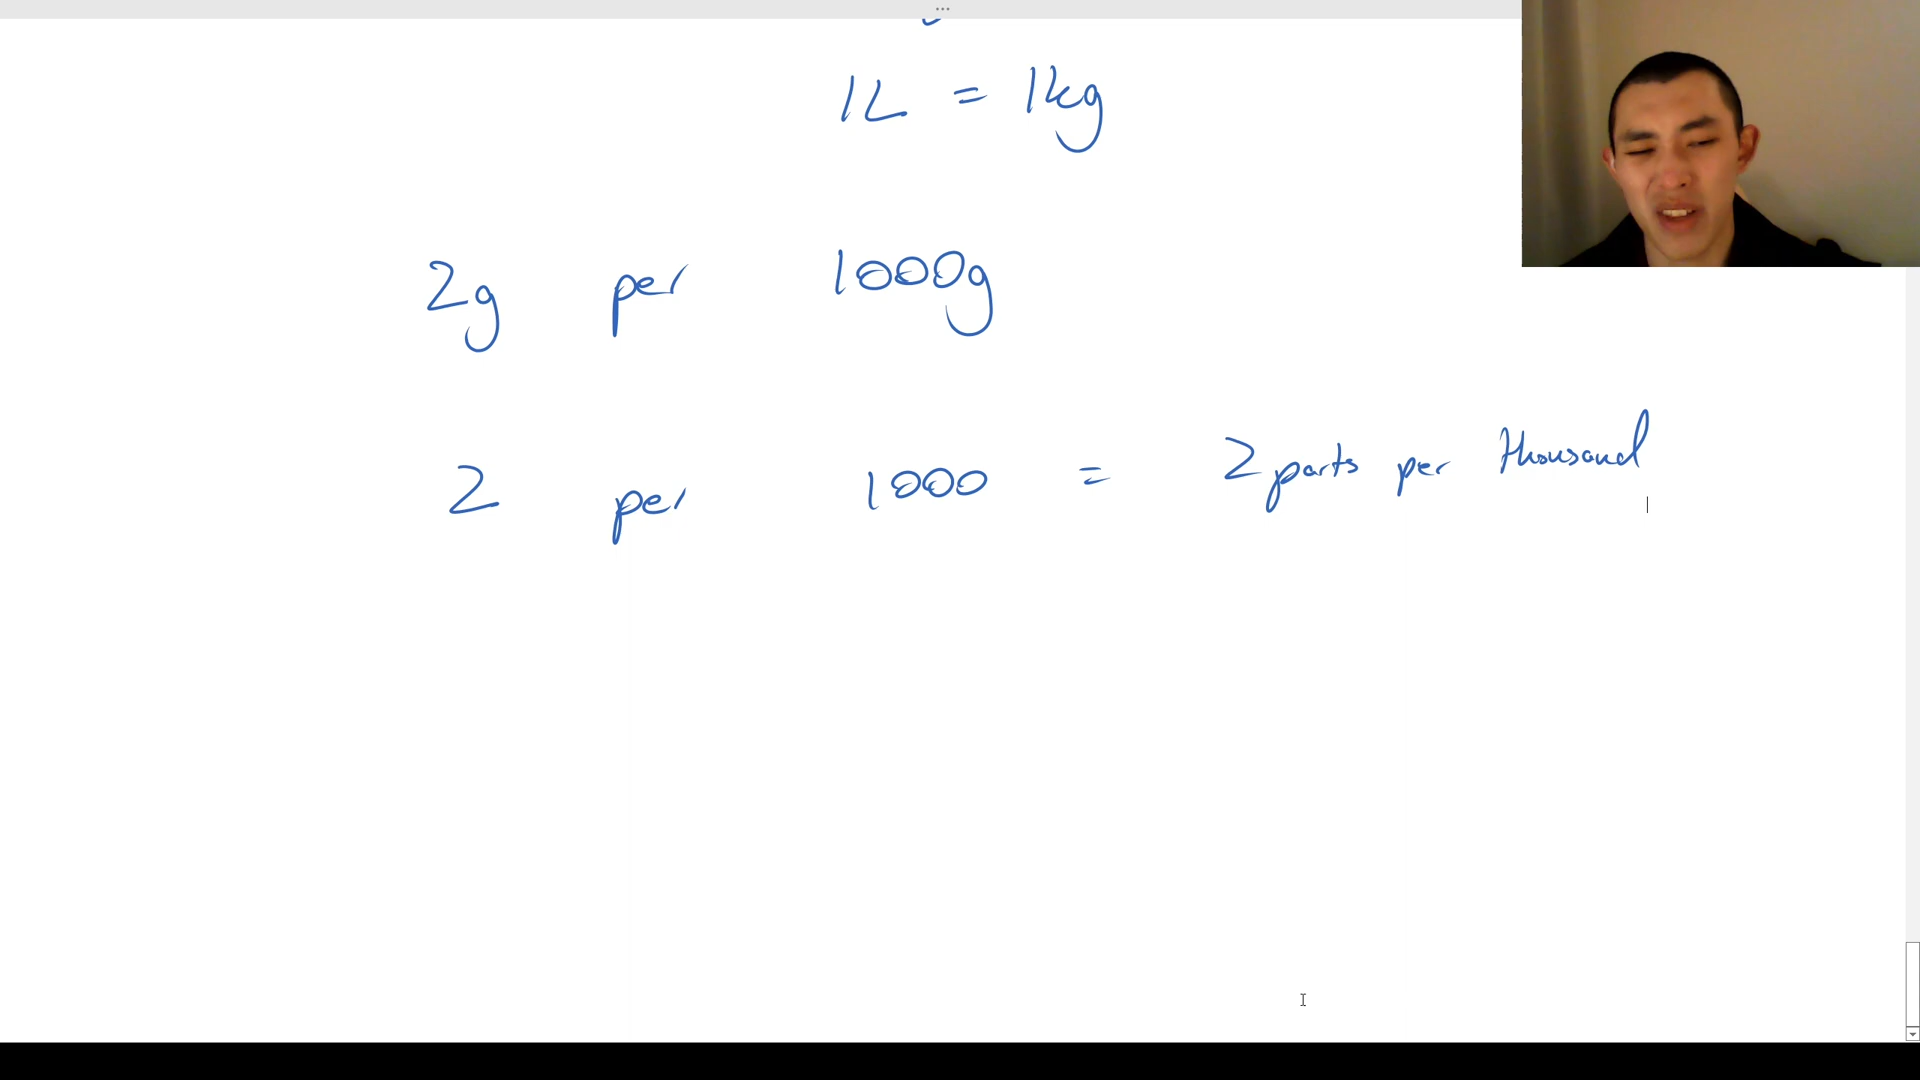 1L = 1kg
2g per 1000g
2 per 1000 = 2 parts per thousand